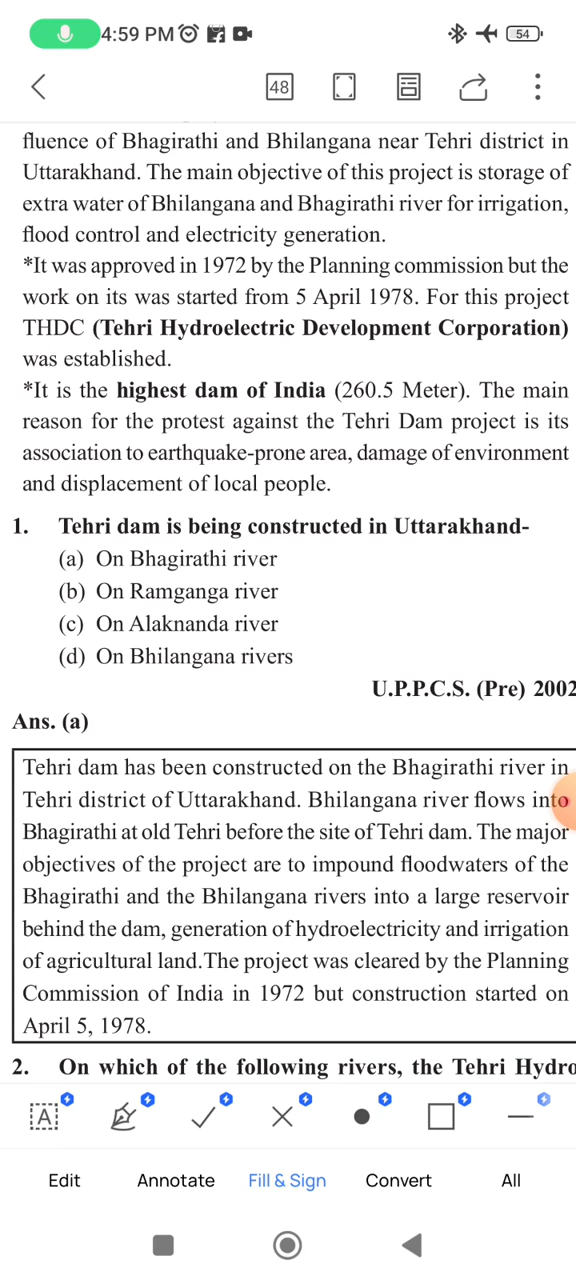 4:59 PM
54
48
fluence of Bhagirathi and Bhilangana near Tehri district in
Uttarakhand. The main objective of this project is storage of
extra water of Bhilangana and Bhagirathi river for irrigation,
flood control and electricity generation.
*It was approved in 1972 by the Planning commission but the
work on its was started from 5 April 1978. For this project
THDC (Tehri Hydroelectric Development Corporation)
was established.
*It is the highest dam of India (260.5 Meter). The main
reason for the protest against the Tehri Dam project is its
association to earthquake-prone area, damage of environment
and displacement of local people.
1. Tehri dam is being constructed in Uttarakhand-
(a) On Bhagirathi river
(b) On Ramganga river
(c) On Alaknanda river
(d) On Bhilangana rivers
U.P.P.C.S. (Pre) 2002
Ans. (a)
Tehri dam has been constructed on the Bhagirathi river in
Tehri district of Uttarakhand. Bhilangana river flows into
Bhagirathi at old Tehri before the site of Tehri dam. The major
objectives of the project are to impound floodwaters of the
Bhagirathi and the Bhilangana rivers into a large reservoir
behind the dam, generation of hydroelectricity and irrigation
of agricultural land.The project was cleared by the Planning
Commission of India in 1972 but construction started on
April 5, 1978.
2. On which of the following rivers, the Tehri Hydro
A
Edit Annotate Fill & Sign Convert All